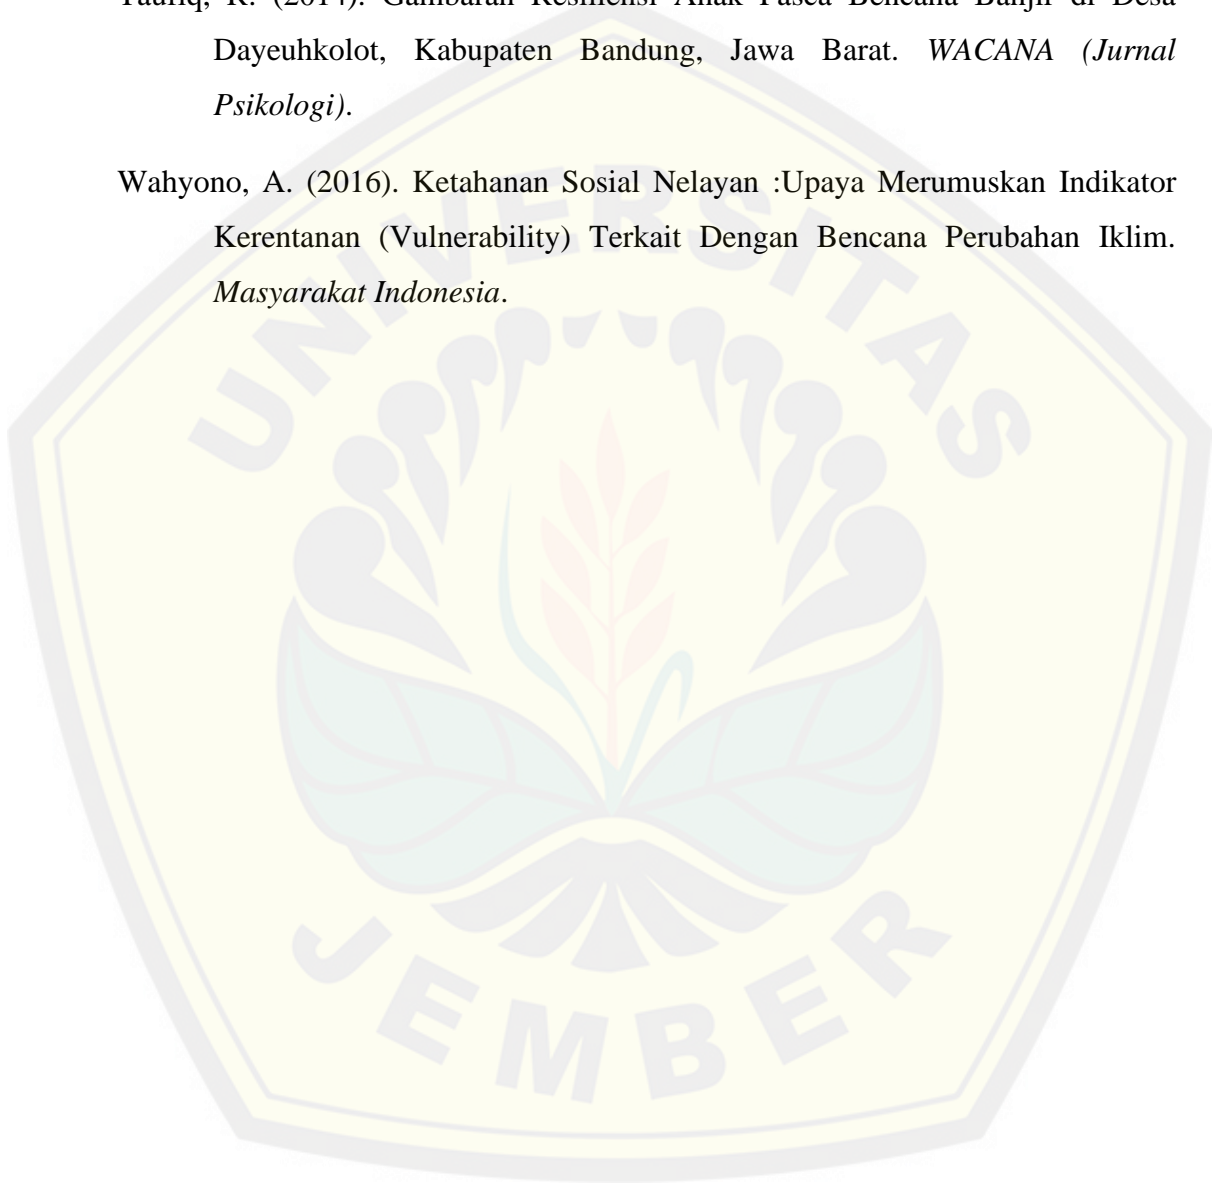 Taufiq, R. (2014). Gambaran Resiliensi Anak Pasca Bencana Banjir di Desa
Dayeuhkolot, Kabupaten Bandung, Jawa Barat. WACANA (Jurnal
Psikologi).
Wahyono, A. (2016). Ketahanan Sosial Nelayan :Upaya Merumuskan Indikator
Kerentanan (Vulnerability) Terkait Dengan Bencana Perubahan Iklim.
Masyarakat Indonesia.
UNIVERSITAS
JEMBER